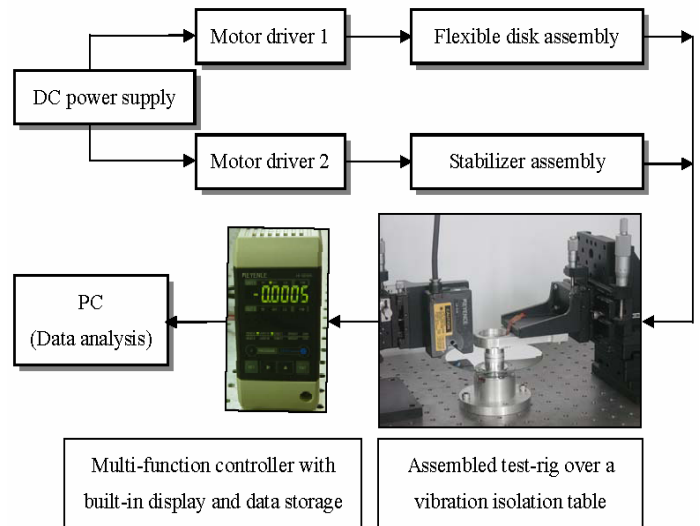 Motor driver 1
Flexible disk assembly
DC power supply
Motor driver 2
Stabilizer assembly
PC
(Data analysis)
KEYENCE
-0.0005
Multi-function controller with
built-in display and data storage
Assembled test-rig over a
vibration isolation table